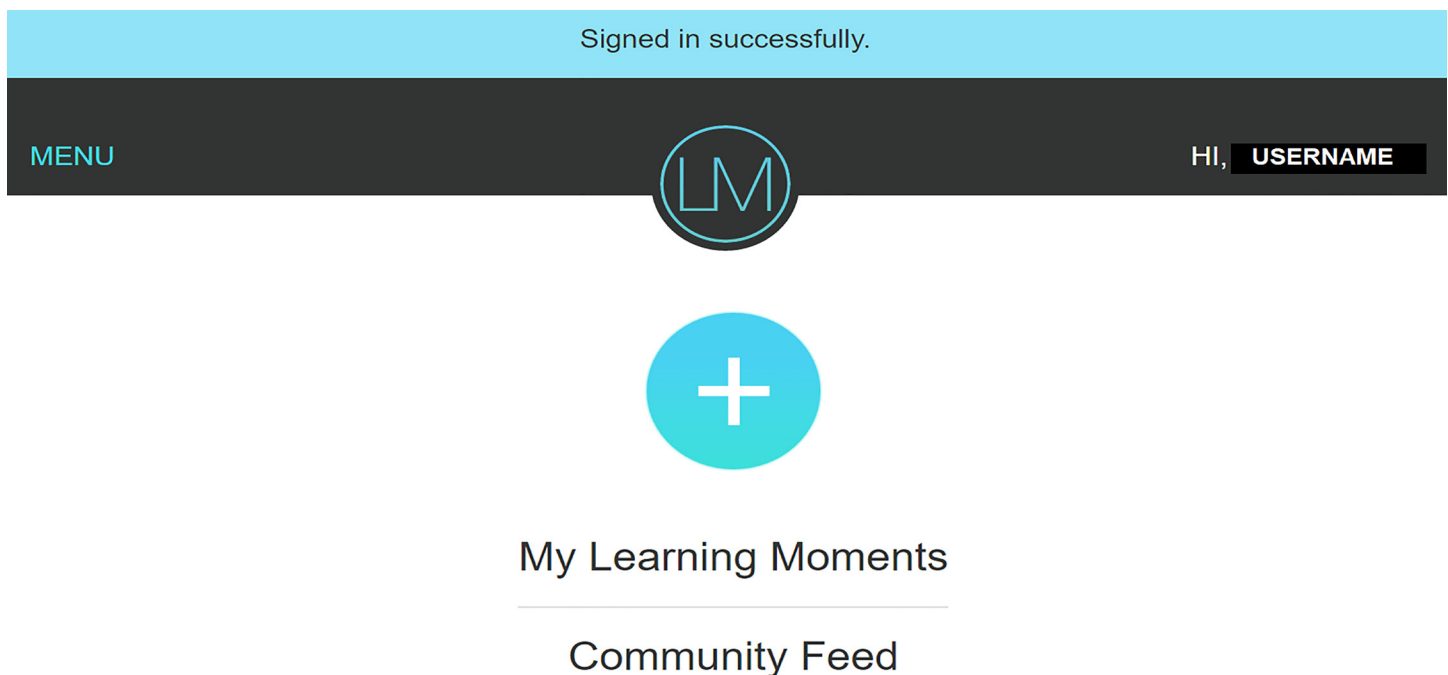 Signed in successfully.
MENU
LM
HI, USERNAME
+
My Learning Moments
Community Feed